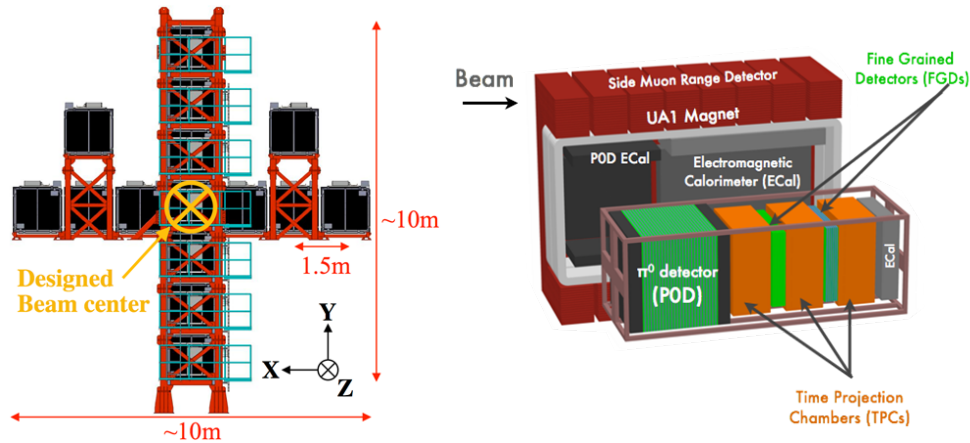 ~10m
1.5m
Designed
Beam center
Y
X
Z
~10m
Beam
Side Muon Range Detector
UA1 Magnet
Fine Grained
Detectors (FGDs)
P0D ECal
Electromagnetic
Calorimeter (ECal)
π⁰ detector
(P0D)
ECal
Time Projection
Chambers (TPCs)